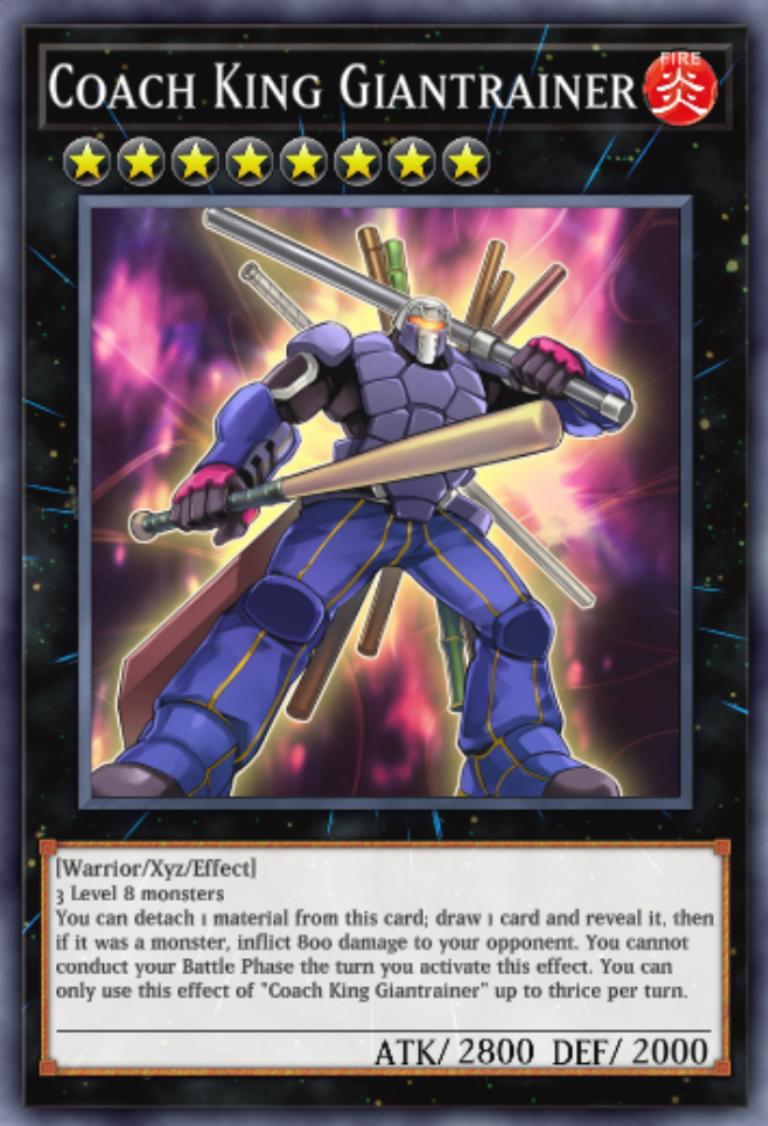 Coach King Giantrainer
FIRE
炎
[Warrior/Xyz/Effect]
3 Level 8 monsters
You can detach 1 material from this card; draw 1 card and reveal it, then
if it was a monster, inflict 800 damage to your opponent. You cannot
conduct your Battle Phase the turn you activate this effect. You can
only use this effect of "Coach King Giantrainer" up to thrice per turn.
ATK/ 2800 DEF/ 2000